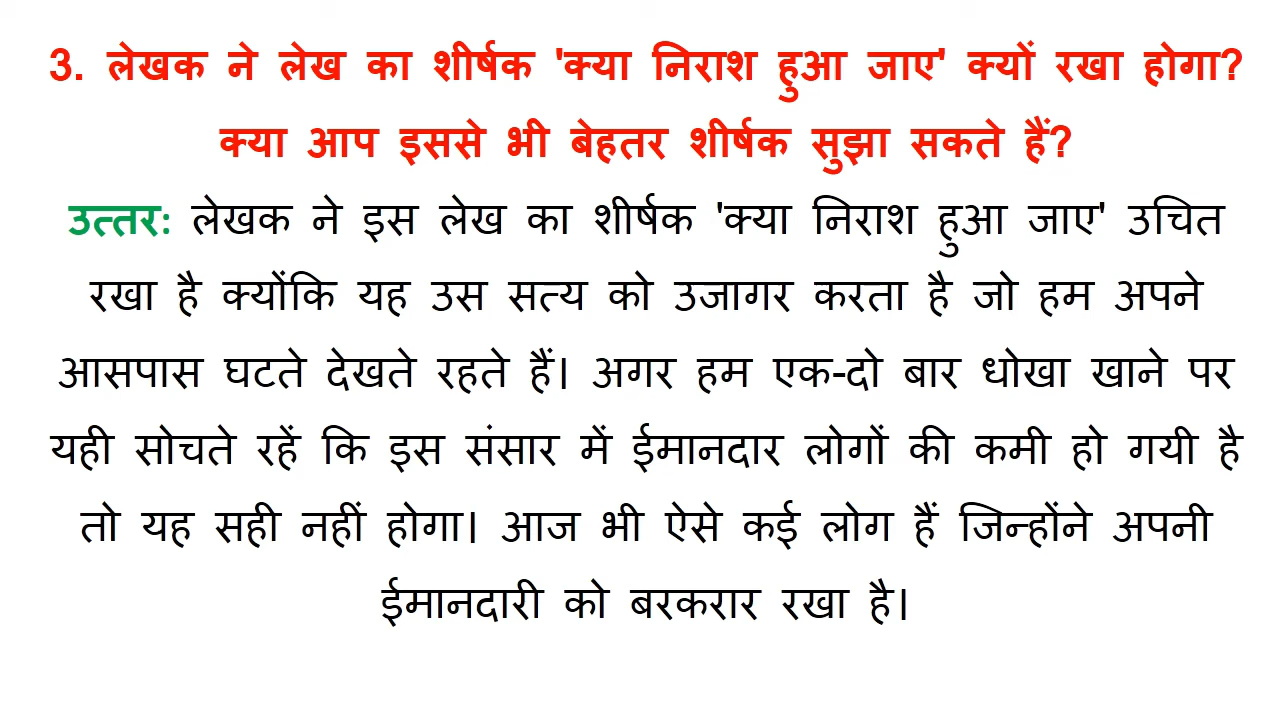 3. लेखक ने लेख का शीर्षक 'क्या निराश हुआ जाए' क्यों रखा होगा?
क्या आप इससे भी बेहतर शीर्षक सुझा सकते हैं?
उत्तर: लेखक ने इस लेख का शीर्षक 'क्या निराश हुआ जाए' उचित
रखा है क्योंकि यह उस सत्य को उजागर करता है जो हम अपने
आसपास घटते देखते रहते हैं। अगर हम एक-दो बार धोखा खाने पर
यही सोचते रहें कि इस संसार में ईमानदार लोगों की कमी हो गयी है
तो यह सही नहीं होगा। आज भी ऐसे कई लोग हैं जिन्होंने अपनी
ईमानदारी को बरकरार रखा है।